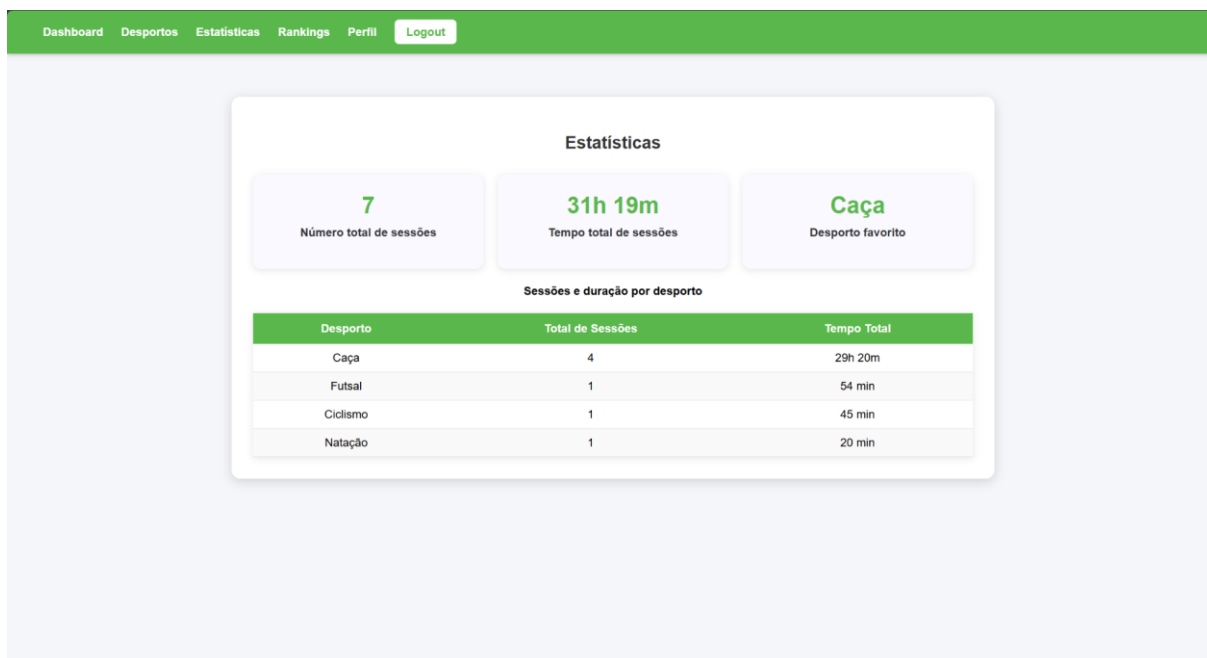 Dashboard Desportos Estatísticas Rankings Perfil Logout
Estatísticas
7 31h 19m Caça
Número total de sessões Tempo total de sessões Desporto favorito
Sessões e duração por desporto
Desporto Total de Sessões Tempo Total
Caça 4 29h 20m
Futsal 1 54 min
Ciclismo 1 45 min
Natação 1 20 min